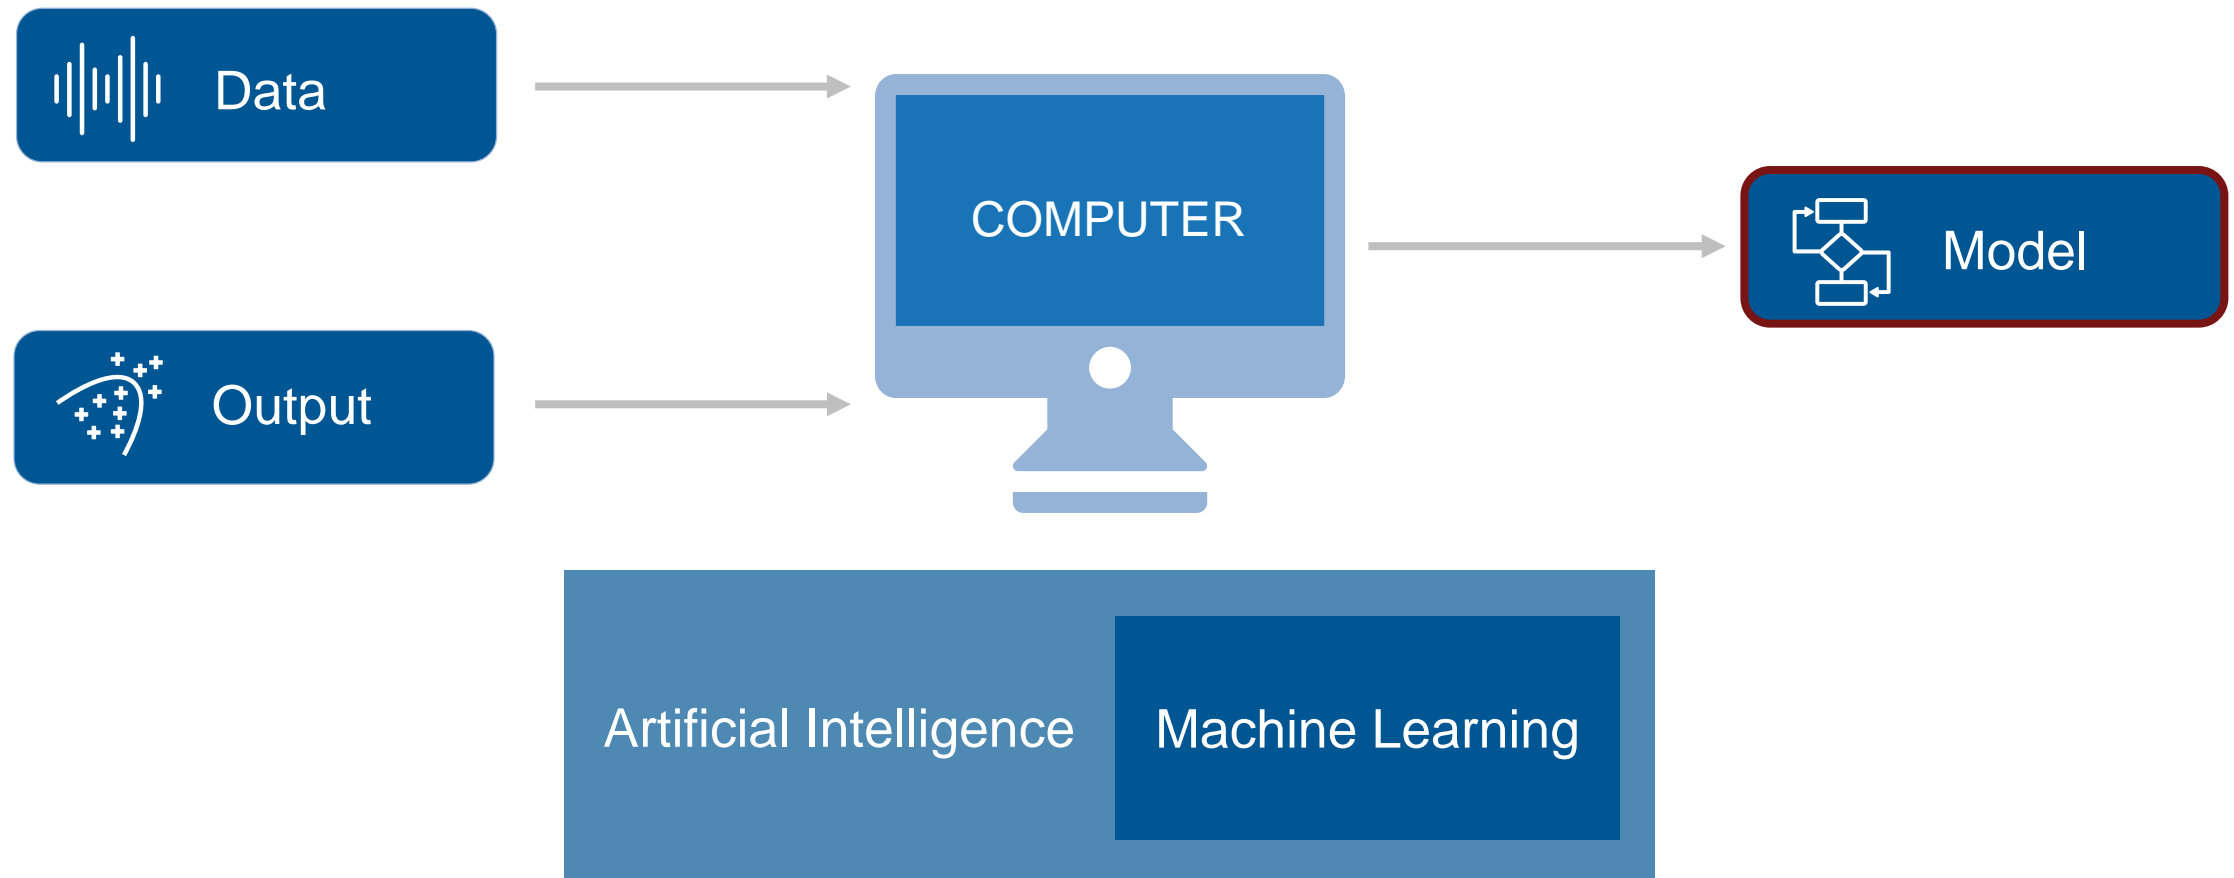 Data
COMPUTER
Model
Output
Artificial Intelligence
Machine Learning